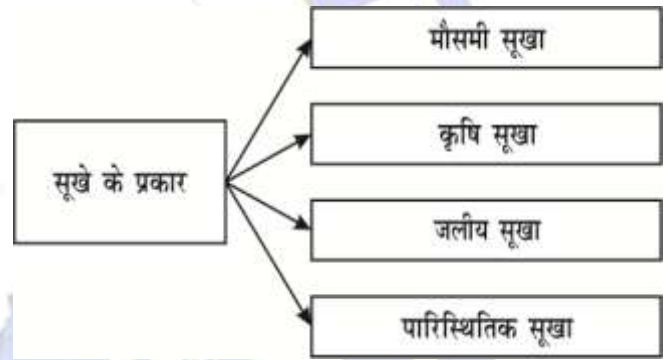 सूखे के प्रकार
मौसमी सूखा
कृषि सूखा
जलीय सूखा
पारिस्थितिक सूखा